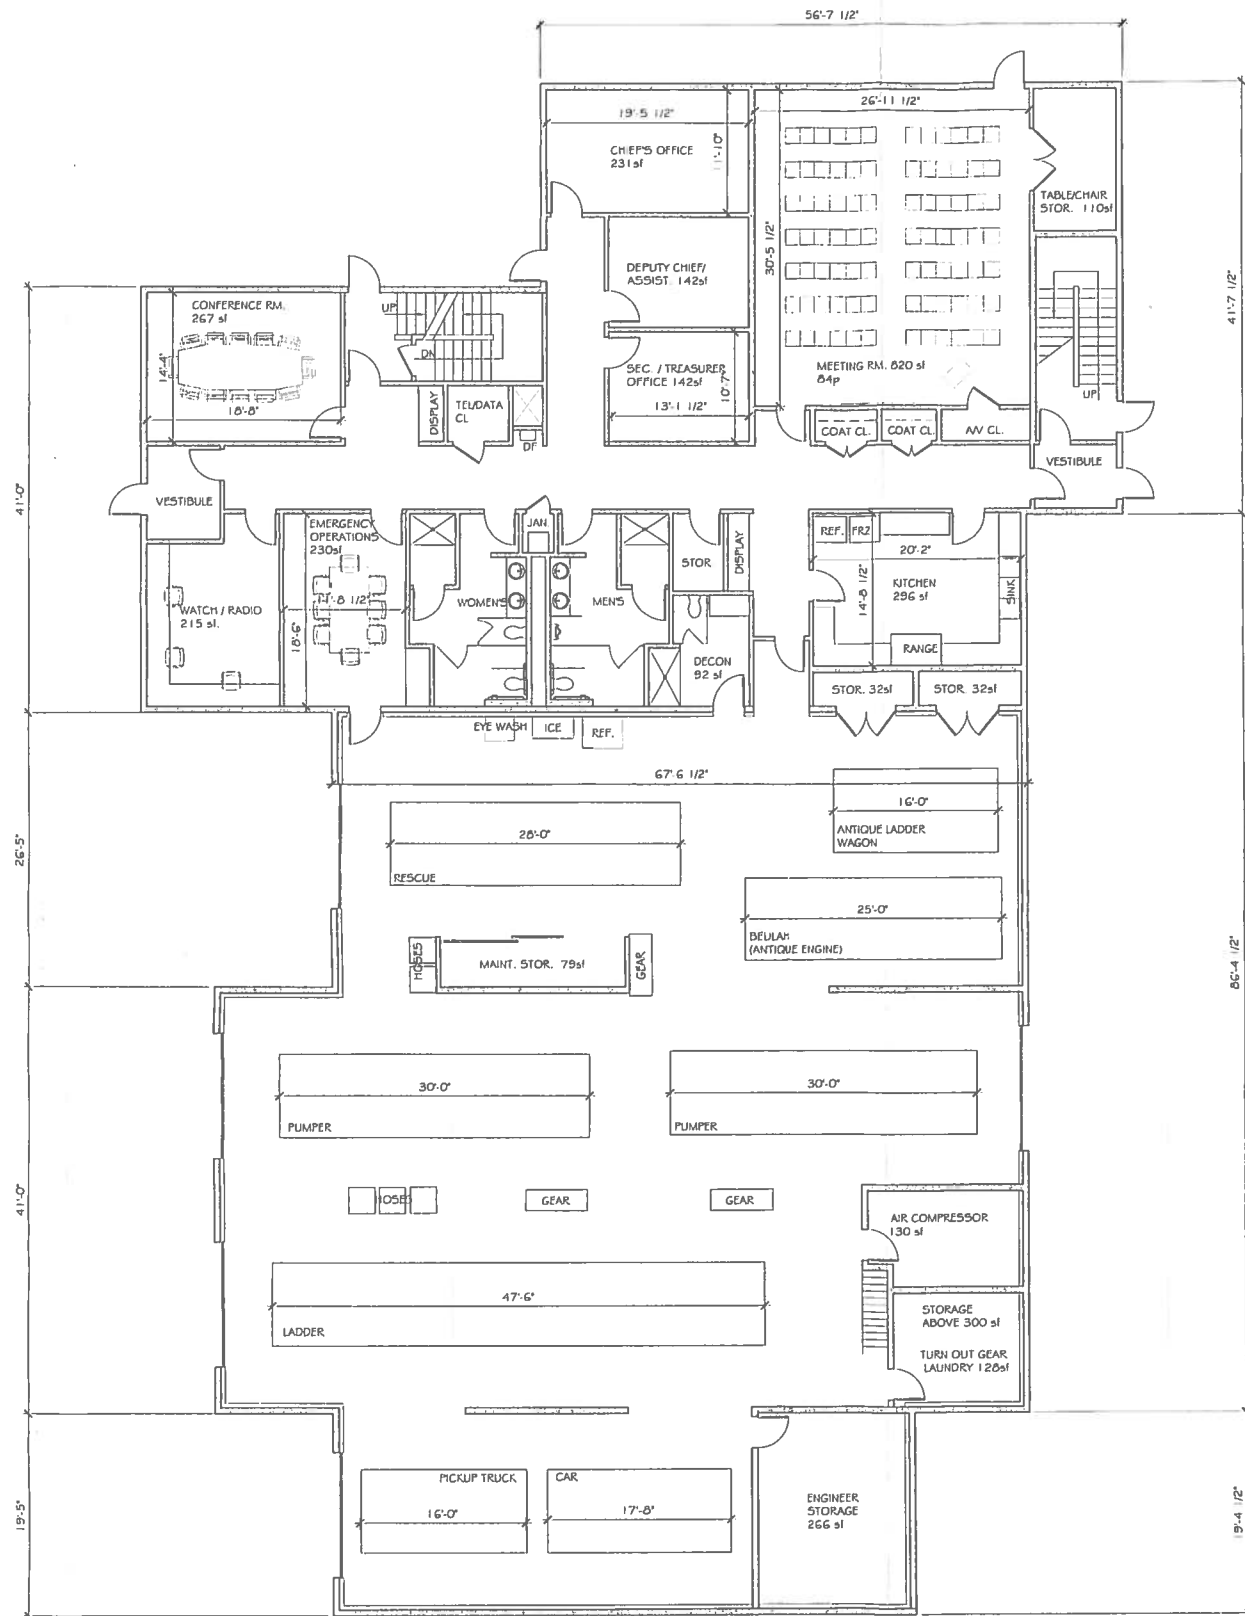 56'-7 1/2"
26'-11 1/2"
19'-5 1/2"
11'-10"
CHIEF'S OFFICE
231sf
TABLE/CHAIR
STOR. 110sf
30'-5 1/2"
DEPUTY CHIEF/
ASSIST. 142sf
41'-7 1/2"
CONFERENCE RM.
267 sf
UP
DN
14'-4"
18'-8"
SEC. / TREASURER
OFFICE 142sf
10'-7"
13'-1 1/2"
MEETING RM. 820 sf
84p
UP
DISPLAY
TEL/DATA
CL
DF
COAT CL.
COAT CL.
A/V CL.
VESTIBULE
VESTIBULE
41'-0"
EMERGENCY
OPERATIONS
230sf
JAN.
STOR
DISPLAY
REF.
FRZ
20'-2"
14'-8 1/2"
KITCHEN
296 sf
SINK
RANGE
WATCH / RADIO
215 sf.
11'-8 1/2"
18'-6"
WOMEN'S
MEN'S
DECON
92 sf
STOR. 32sf
STOR. 32sf
EYE WASH
ICE
REF.
67'-6 1/2"
26'-5"
28'-0"
RESCUE
16'-0"
ANTIQUE LADDER
WAGON
25'-0"
BEULAH
(ANTIQUE ENGINE)
HOSES
MAINT. STOR. 79sf
GEAR
86'-4 1/2"
30'-0"
PUMPER
30'-0"
PUMPER
41'-0"
HOSES
GEAR
GEAR
AIR COMPRESSOR
130 sf
47'-6"
LADDER
STORAGE
ABOVE 300 sf
TURN OUT GEAR
LAUNDRY 128sf
19'-5"
PICKUP TRUCK
16'-0"
CAR
17'-8"
ENGINEER
STORAGE
266 sf
19'-4 1/2"